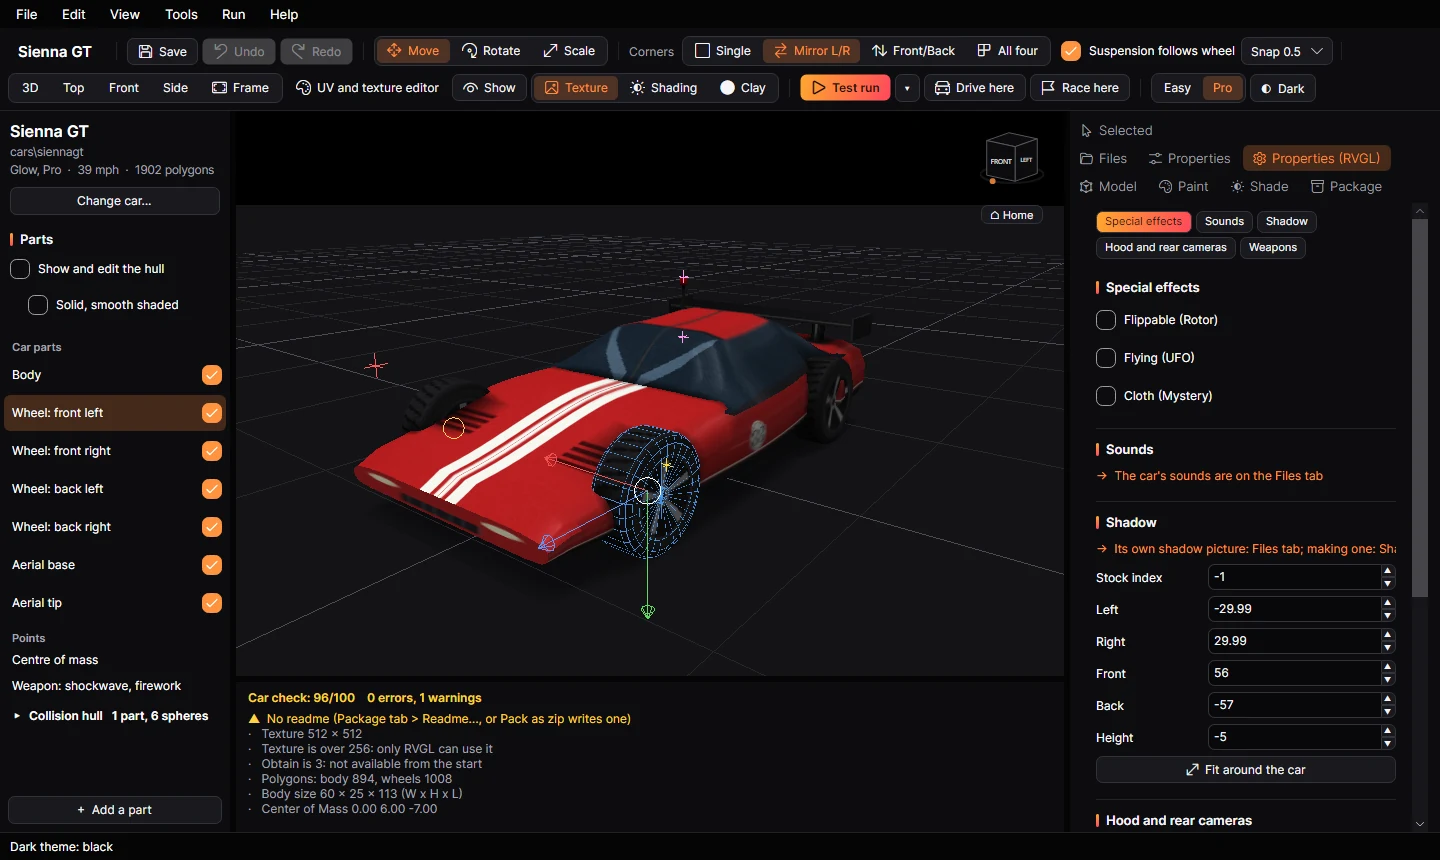 File Edit View Tools Run Help
Sienna GT Save Undo Redo Move Rotate Scale Corners Single Mirror L/R Front/Back All four Suspension follows wheel Snap 0.5
3D Top Front Side Frame UV and texture editor Show Texture Shading Clay Test run Drive here Race here Easy Pro Dark
Sienna GT
cars\siennagt
Glow, Pro · 39 mph · 1902 polygons
Change car...
Parts
Show and edit the hull
Solid, smooth shaded
Car parts
Body
Wheel: front left
Wheel: front right
Wheel: back left
Wheel: back right
Aerial base
Aerial tip
Points
Centre of mass
Weapon: shockwave, firework
Collision hull 1 part, 6 spheres
+ Add a part
FRONT LEFT
Home
Car check: 96/100 0 errors, 1 warnings
No readme (Package tab > Readme..., or Pack as zip writes one)
· Texture 512 × 512
· Texture is over 256: only RVGL can use it
· Obtain is 3: not available from the start
· Polygons: body 894, wheels 1008
· Body size 60 × 25 × 113 (W x H x L)
· Center of Mass 0.00 6.00 -7.00
Selected
Files Properties Properties (RVGL)
Model Paint Shade Package
Special effects Sounds Shadow
Hood and rear cameras Weapons
Special effects
Flippable (Rotor)
Flying (UFO)
Cloth (Mystery)
Sounds
→ The car's sounds are on the Files tab
Shadow
→ Its own shadow picture: Files tab; making one: Sha
Stock index -1
Left -29.99
Right 29.99
Front 56
Back -57
Height -5
Fit around the car
Hood and rear cameras
Dark theme: black